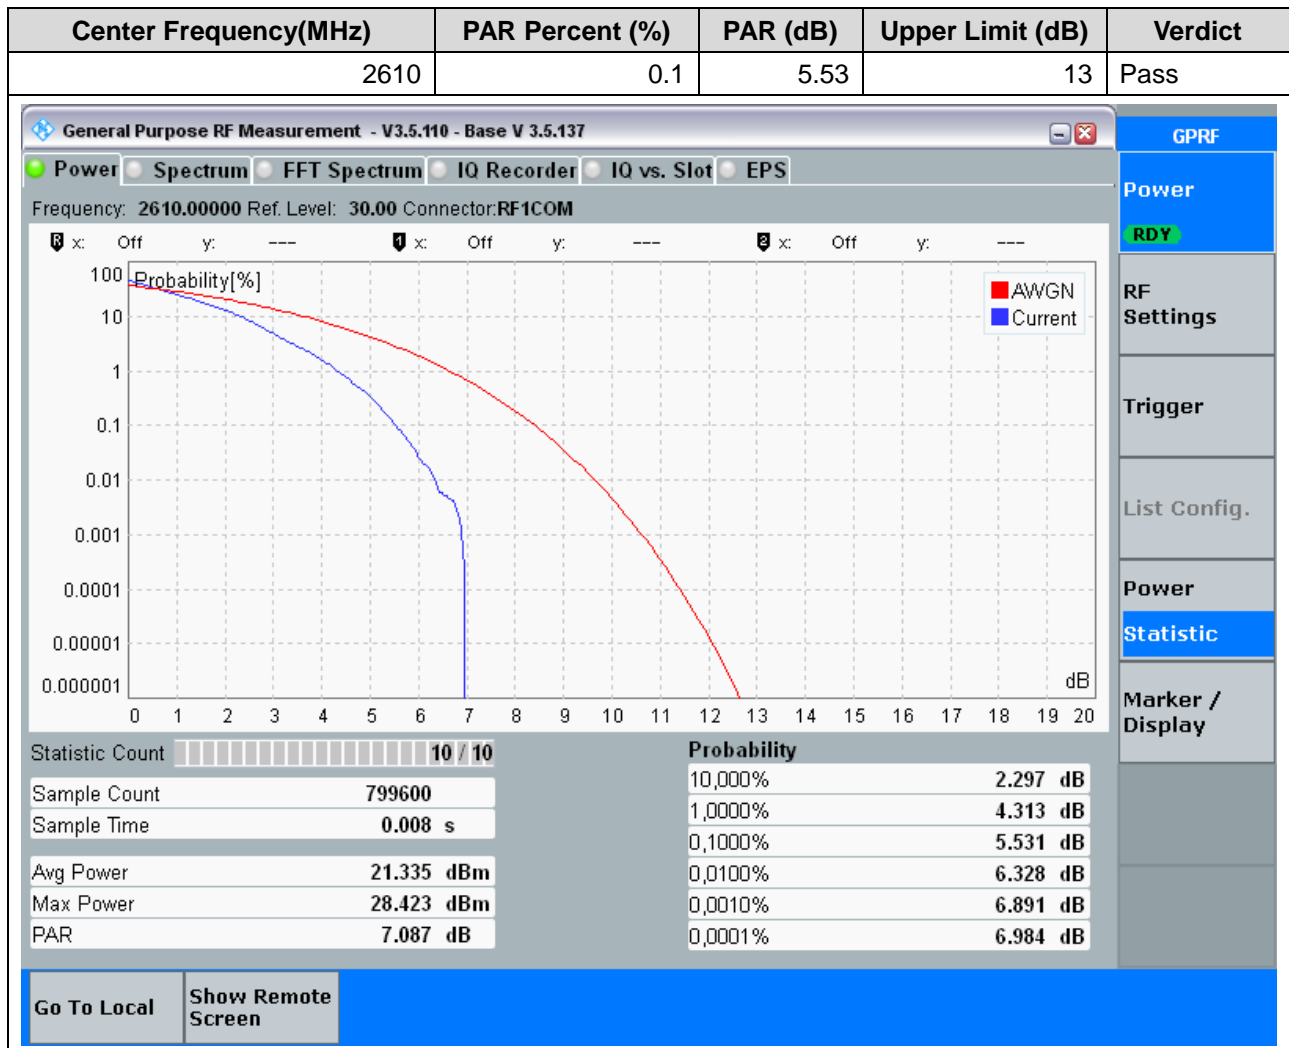 Center Frequency(MHz) PAR Percent (%) PAR (dB) Upper Limit (dB) Verdict
2610 0.1 5.53 13 Pass
General Purpose RF Measurement - V3.5.110 - Base V 3.5.137
GPRF
Power Spectrum FFT Spectrum IQ Recorder IQ vs. Slot EPS
Frequency: 2610.00000 Ref. Level: 30.00 Connector:RF1COM
R x: Off y: --- 1 x: Off y: --- 2 x: Off y: ---
Probability[%]
AWGN
Current
100
10
1
0.1
0.01
0.001
0.0001
0.00001
0.000001
dB
0 1 2 3 4 5 6 7 8 9 10 11 12 13 14 15 16 17 18 19 20
Statistic Count 10 / 10
Sample Count 799600
Sample Time 0.008 s
Avg Power 21.335 dBm
Max Power 28.423 dBm
PAR 7.087 dB
Probability
10,000% 2.297 dB
1,0000% 4.313 dB
0,1000% 5.531 dB
0,0100% 6.328 dB
0,0010% 6.891 dB
0,0001% 6.984 dB
Power
RDY
RF
Settings
Trigger
List Config.
Power
Statistic
Marker /
Display
Go To Local
Show Remote
Screen